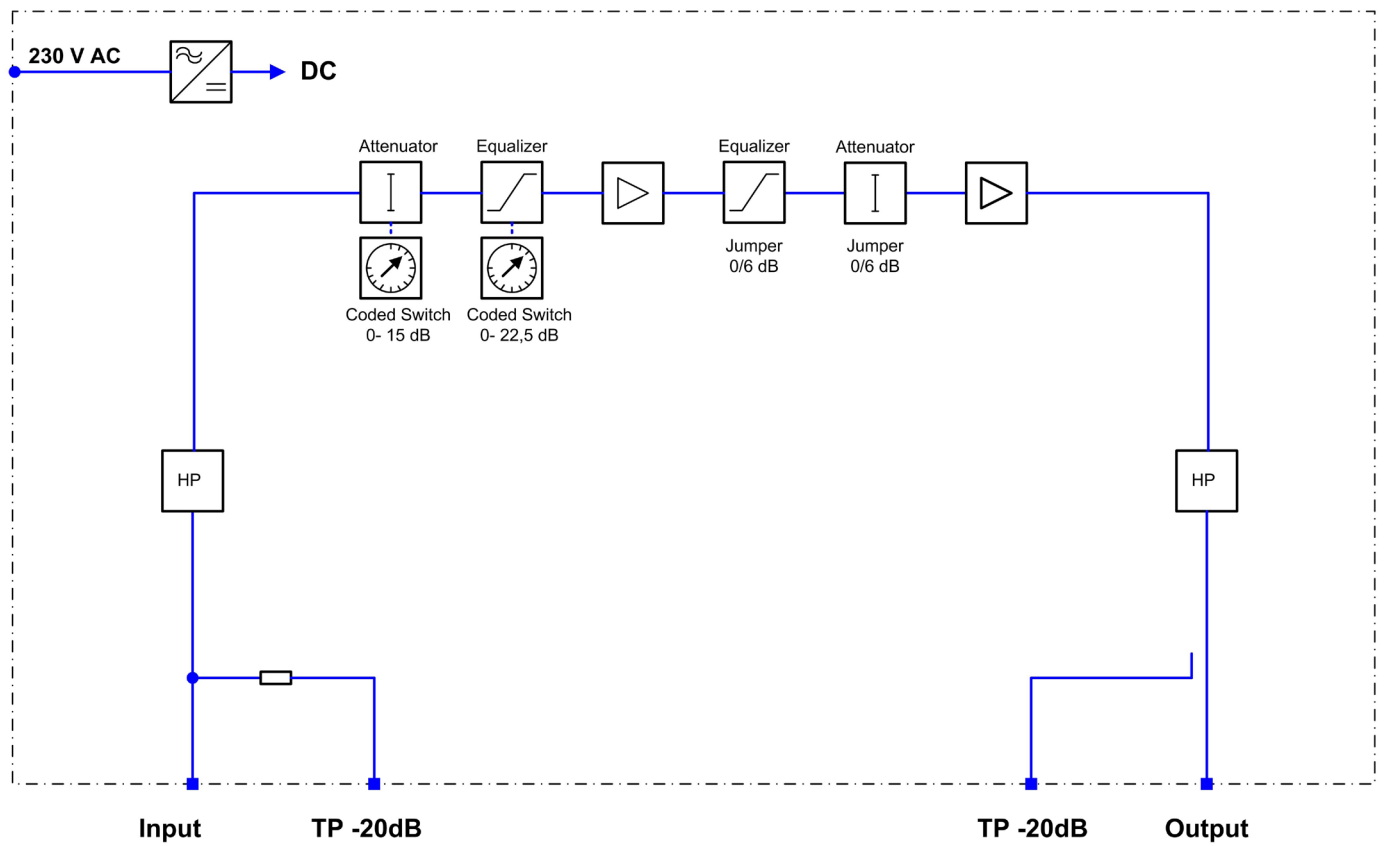 230 V AC
DC
Attenuator
Equalizer
Equalizer
Attenuator
Jumper
0/6 dB
Jumper
0/6 dB
Coded Switch
0- 15 dB
Coded Switch
0- 22,5 dB
HP
HP
Input
TP -20dB
TP -20dB
Output